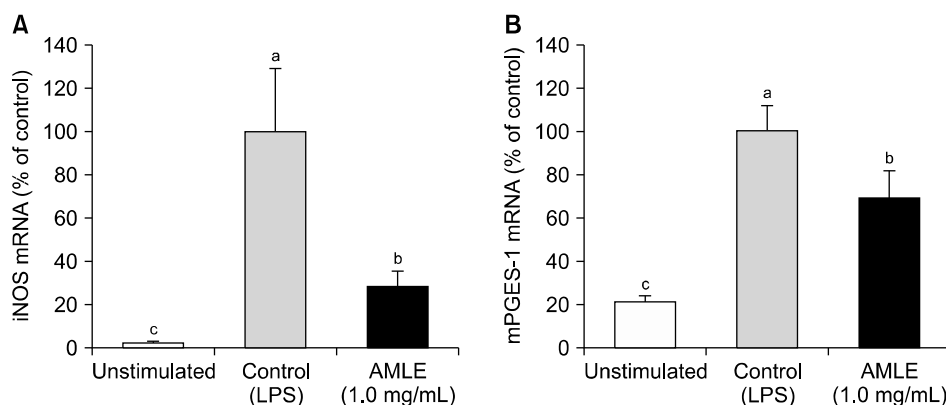 A
iNOS mRNA (% of control)
140
120
100
80
60
40
20
0
a
b
c
Unstimulated
Control
(LPS)
AMLE
(1.0 mg/mL)
B
mPGES-1 mRNA (% of control)
140
120
100
80
60
40
20
0
a
b
c
Unstimulated
Control
(LPS)
AMLE
(1.0 mg/mL)